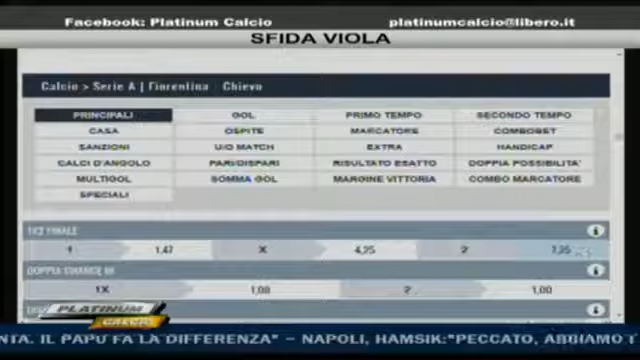 Facebook: Platinum Calcio platinumcalcio@libero.it
SFIDA VIOLA
Calcio > Serie A | Fiorentina Chievo
PRINCIPALI GOL PRIMO TEMPO SECONDO TEMPO
CASA OSPITE MARCATORE COMBOBET
SANZIONI U/O MATCH EXTRA HANDICAP
CALCI D'ANGOLO PARI/DISPARI RISULTATO ESATTO DOPPIA POSSIBILITA'
MULTIGOL SOMMA GOL MARGINE VITTORIA COMBO MARCATORE
SPECIALI
1X2 FINALE
1 1,47 X 4,25 2 7,25
DOPPIA CHANCE IN
1X 1,08 2 1,00
PLATINUM
CALCIO
NTA. IL PAPU FA LA DIFFERENZA" – NAPOLI, HAMSIK:"PECCATO, ABBIAMO